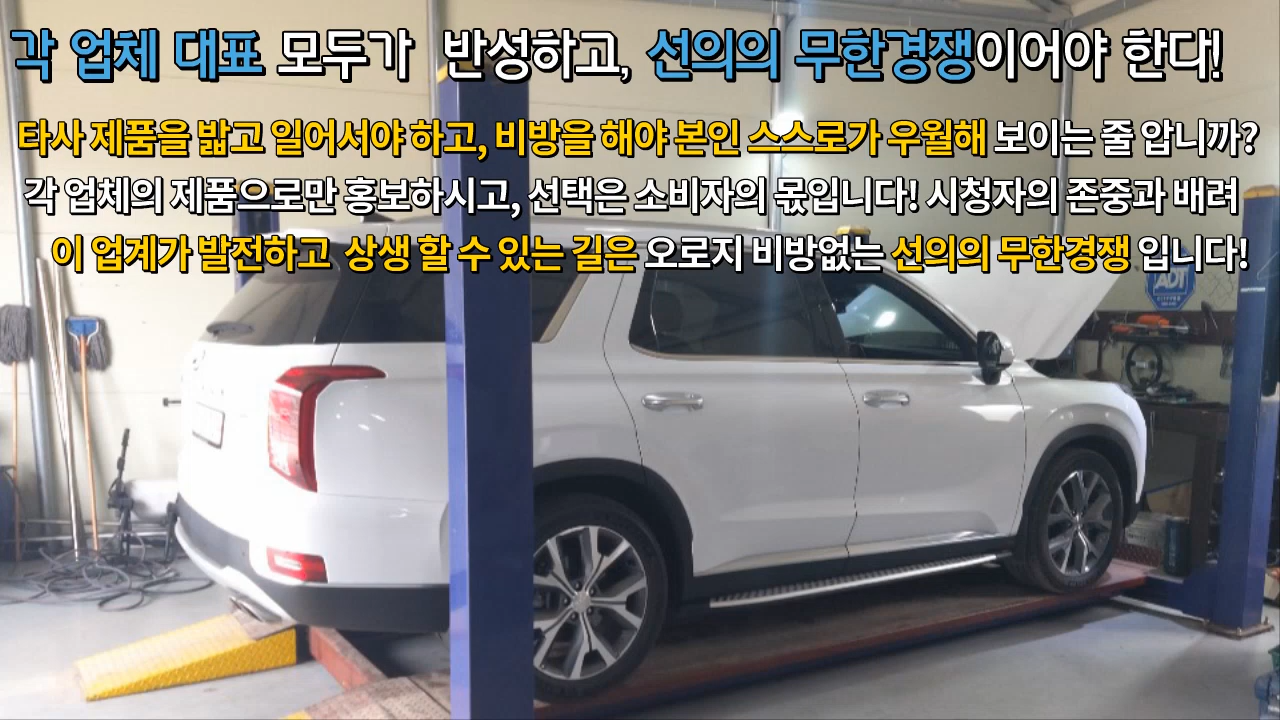 각 업체 대표 모두가 반성하고, 선의의 무한경쟁이어야 한다!
타사 제품을 밟고 일어서야 하고, 비방을 해야 본인 스스로가 우월해 보이는 줄 압니까?
각 업체의 제품으로만 홍보하시고, 선택은 소비자의 몫입니다! 시청자의 존중과 배려
이 업계가 발전하고 상생 할 수 있는 길은 오로지 비방없는 선의의 무한경쟁 입니다!
ADT